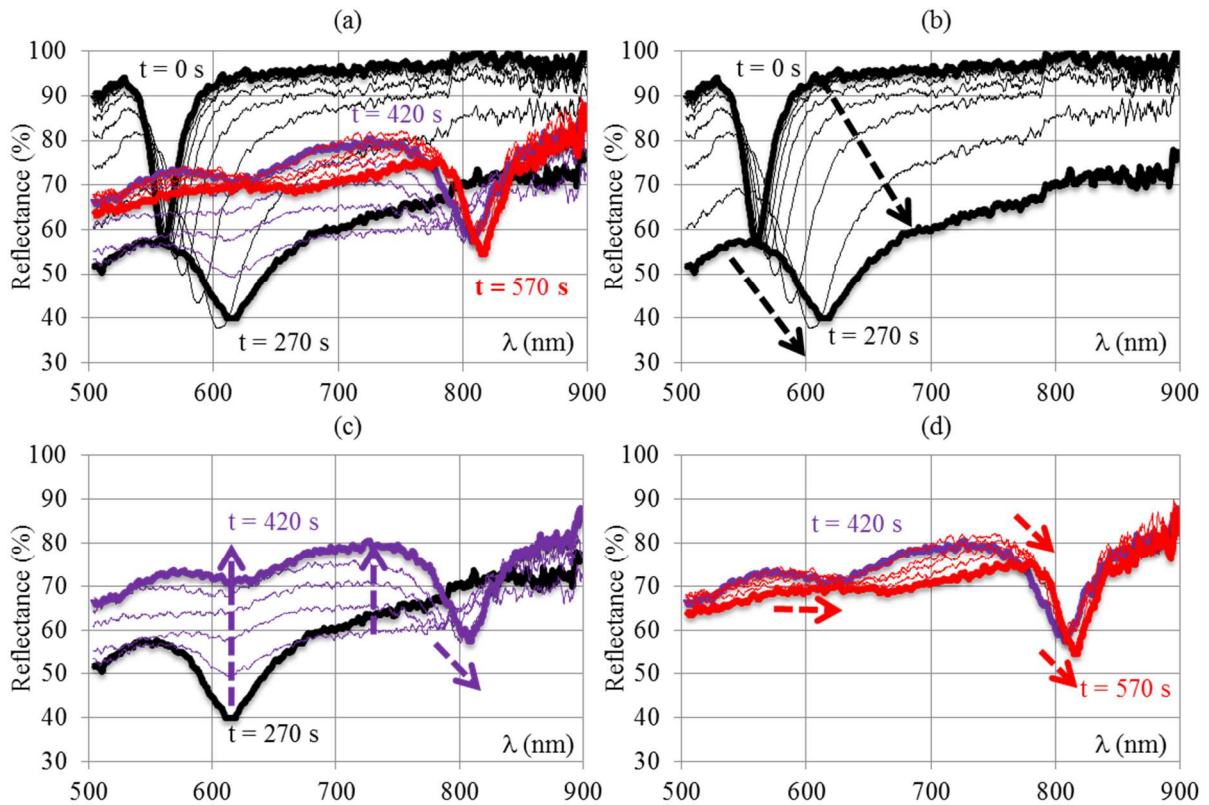 (a)
100
90
80
70
60
50
40
30
Reflectance (%)
t = 0 s
t = 420 s
t = 570 s
t = 270 s
λ (nm)
500 600 700 800 900
(b)
100
90
80
70
60
50
40
30
Reflectance (%)
t = 0 s
t = 270 s
λ (nm)
500 600 700 800 900
(c)
100
90
80
70
60
50
40
30
Reflectance (%)
t = 420 s
t = 270 s
λ (nm)
500 600 700 800 900
(d)
100
90
80
70
60
50
40
30
Reflectance (%)
t = 420 s
t = 570 s
λ (nm)
500 600 700 800 900